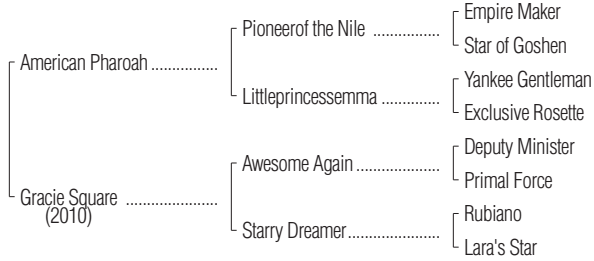 Empire Maker
Pioneerof the Nile ................
Star of Goshen
American Pharoah ................
Yankee Gentleman
Littleprincessemma ..............
Exclusive Rosette
Deputy Minister
Awesome Again ....................
Primal Force
Gracie Square ......................
(2010)
Rubiano
Starry Dreamer......................
Lara's Star